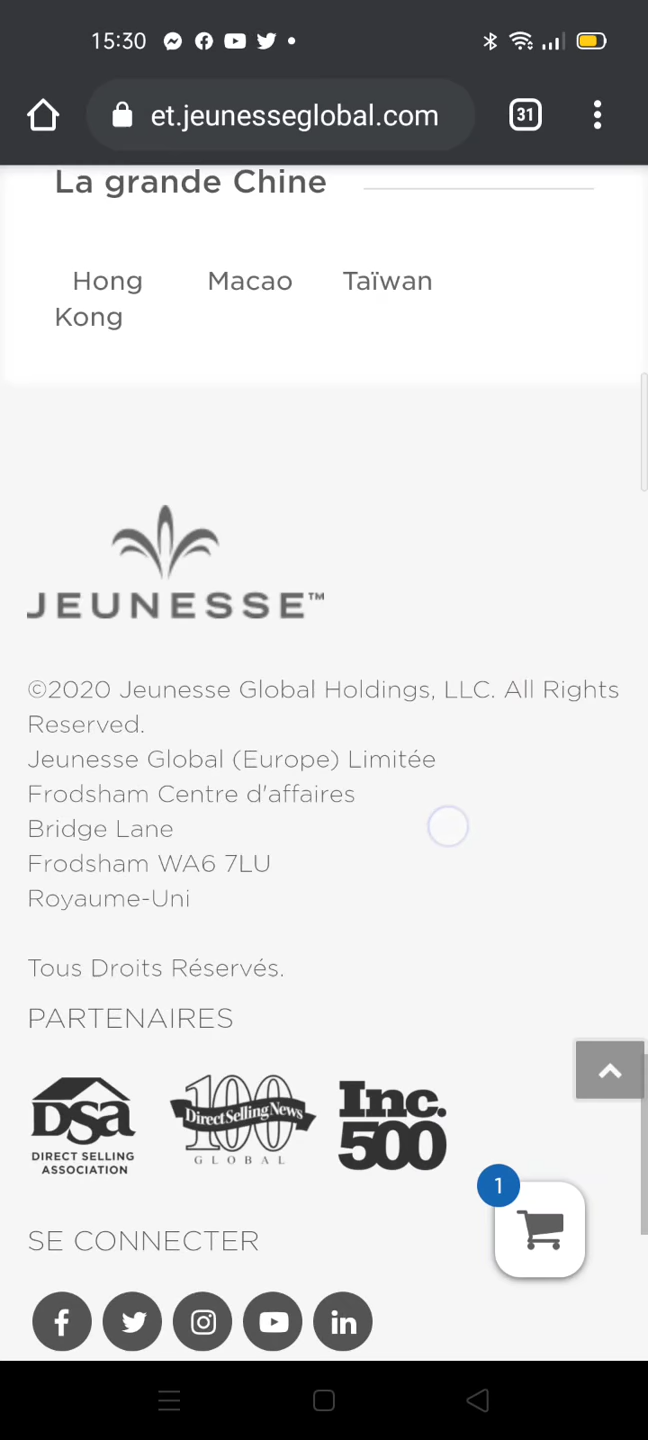 15:30
et.jeunesseglobal.com
31
La grande Chine
Hong Kong
Macao
Taïwan
JEUNESSE™
©2020 Jeunesse Global Holdings, LLC. All Rights
Reserved.
Jeunesse Global (Europe) Limitée
Frodsham Centre d'affaires
Bridge Lane
Frodsham WA6 7LU
Royaume-Uni
Tous Droits Réservés.
PARTENAIRES
DSA
DIRECT SELLING
ASSOCIATION
100
Direct Selling News
GLOBAL
Inc.
500
1
SE CONNECTER